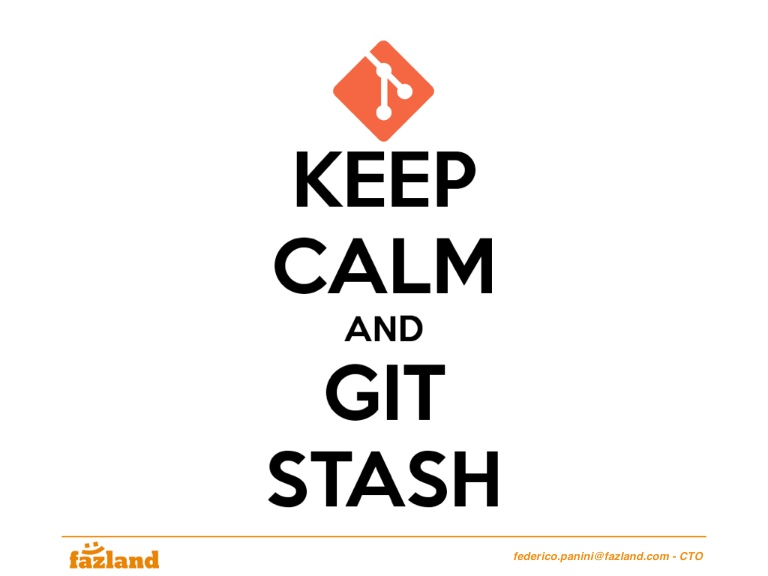 KEEP
CALM
AND
GIT
STASH
fazland
federico.panini@fazland.com - CTO